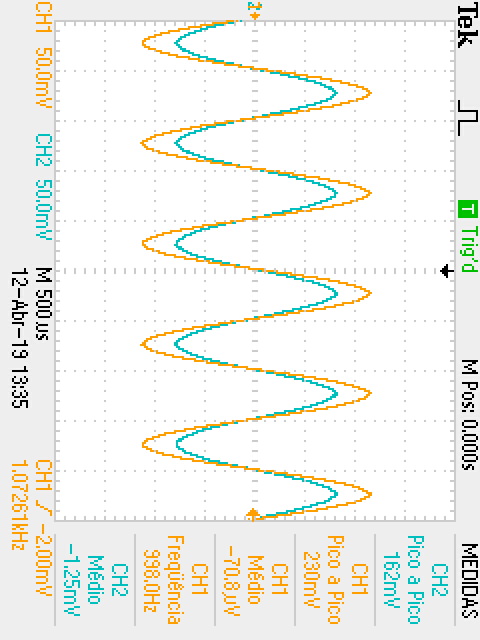 Tek T Trig'd M Pos: 0.000s MEDIDAS
CH2
Pico a Pico
162mV
CH1
Pico a Pico
230mV
CH1
Médio
-70.8µV
CH1
Freqüência
998.0Hz
CH2
Médio
-1.25mV
CH1 50.0mV CH2 50.0mV M 500µs CH1 / -2.00mV
12-Abr-19 13:35 1.07261kHz